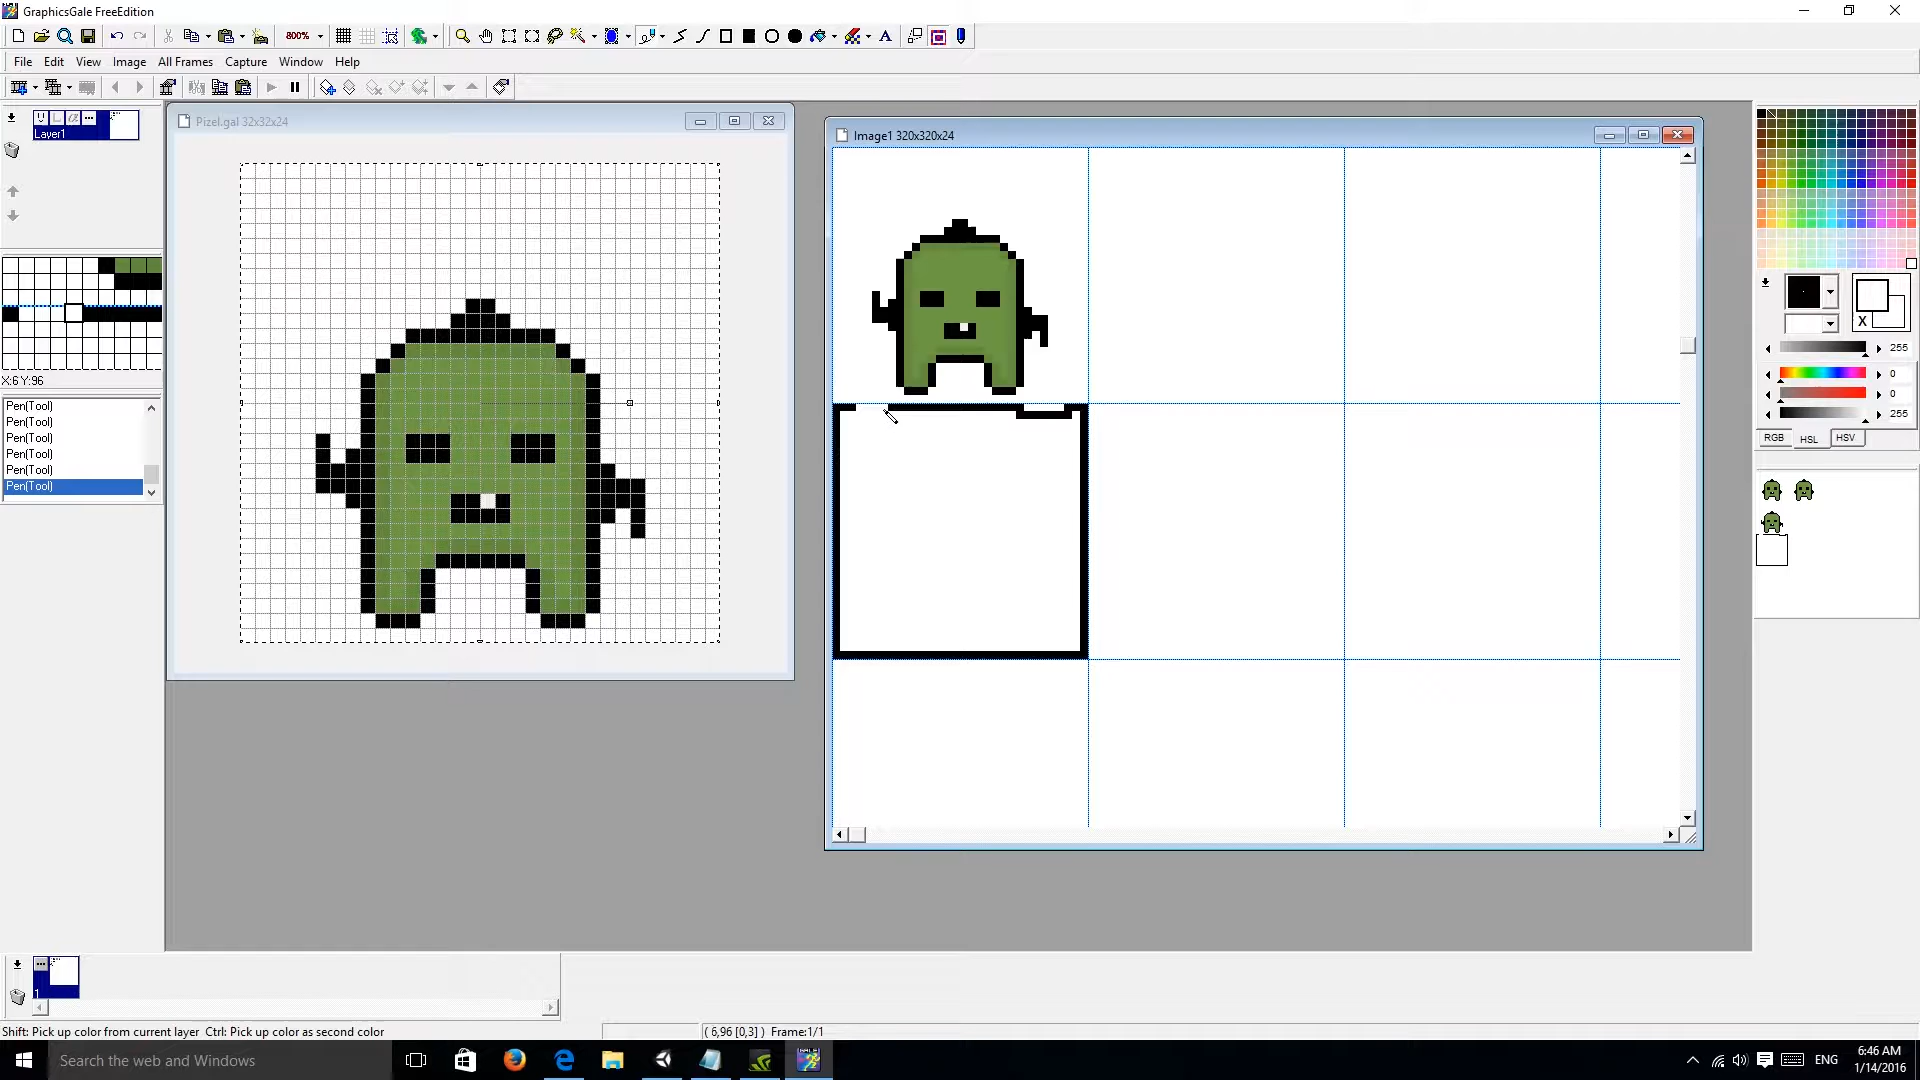 GraphicsGale FreeEdition
800%
File Edit View Image All Frames Capture Window Help
Layer1
Pizel.gal 32x32x24
Image1 320x320x24
X:6 Y:96
Pen(Tool)
Pen(Tool)
Pen(Tool)
Pen(Tool)
Pen(Tool)
Pen(Tool)
X
255
0
0
255
RGB HSL HSV
1
Shift: Pick up color from current layer Ctrl: Pick up color as second color
( 6,96 [0,3] ) Frame:1/1
Search the web and Windows
ENG
6:46 AM
1/14/2016